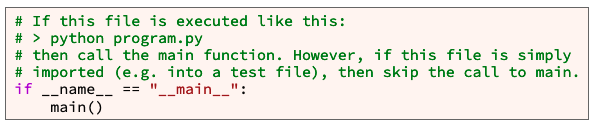 # If this file is executed like this:
# > python program.py
# then call the main function. However, if this file is simply
# imported (e.g. into a test file), then skip the call to main.
if __name__ == "__main__":
    main()